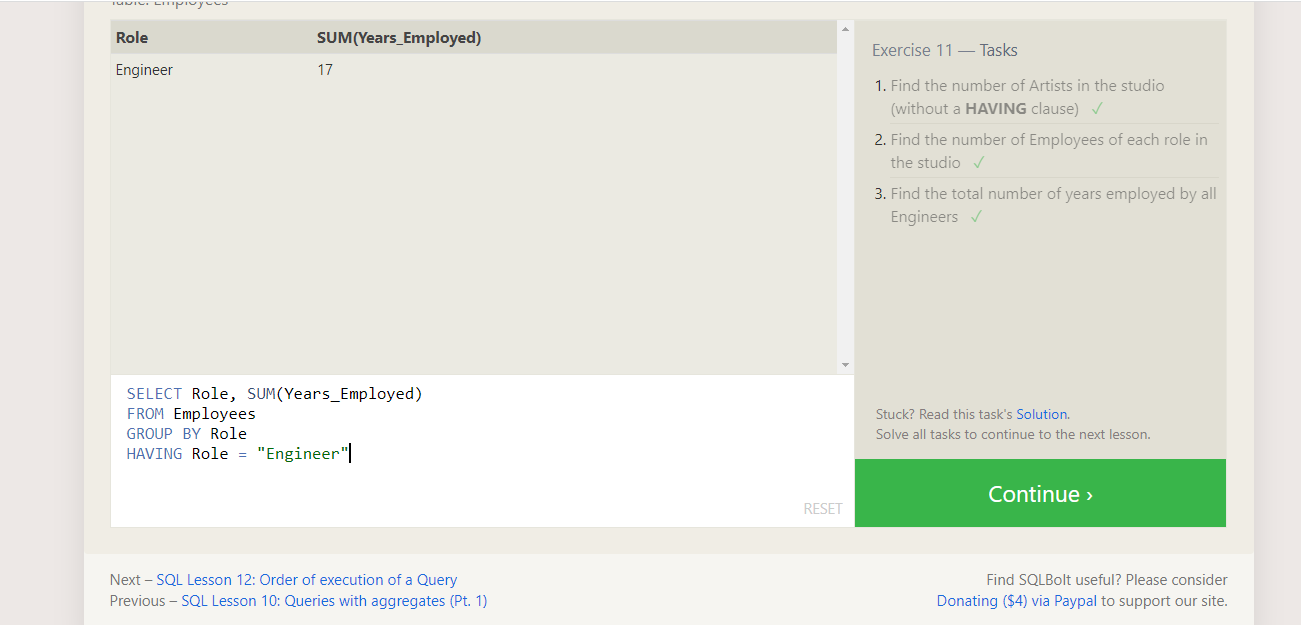 Table: Employees
Role SUM(Years_Employed)
Engineer 17
SELECT Role, SUM(Years_Employed)
FROM Employees
GROUP BY Role
HAVING Role = "Engineer"
RESET
Exercise 11 — Tasks
1. Find the number of Artists in the studio
(without a HAVING clause) ✓
2. Find the number of Employees of each role in
the studio ✓
3. Find the total number of years employed by all
Engineers ✓
Stuck? Read this task's Solution.
Solve all tasks to continue to the next lesson.
Continue ›
Next – SQL Lesson 12: Order of execution of a Query
Previous – SQL Lesson 10: Queries with aggregates (Pt. 1)
Find SQLBolt useful? Please consider
Donating ($4) via Paypal to support our site.